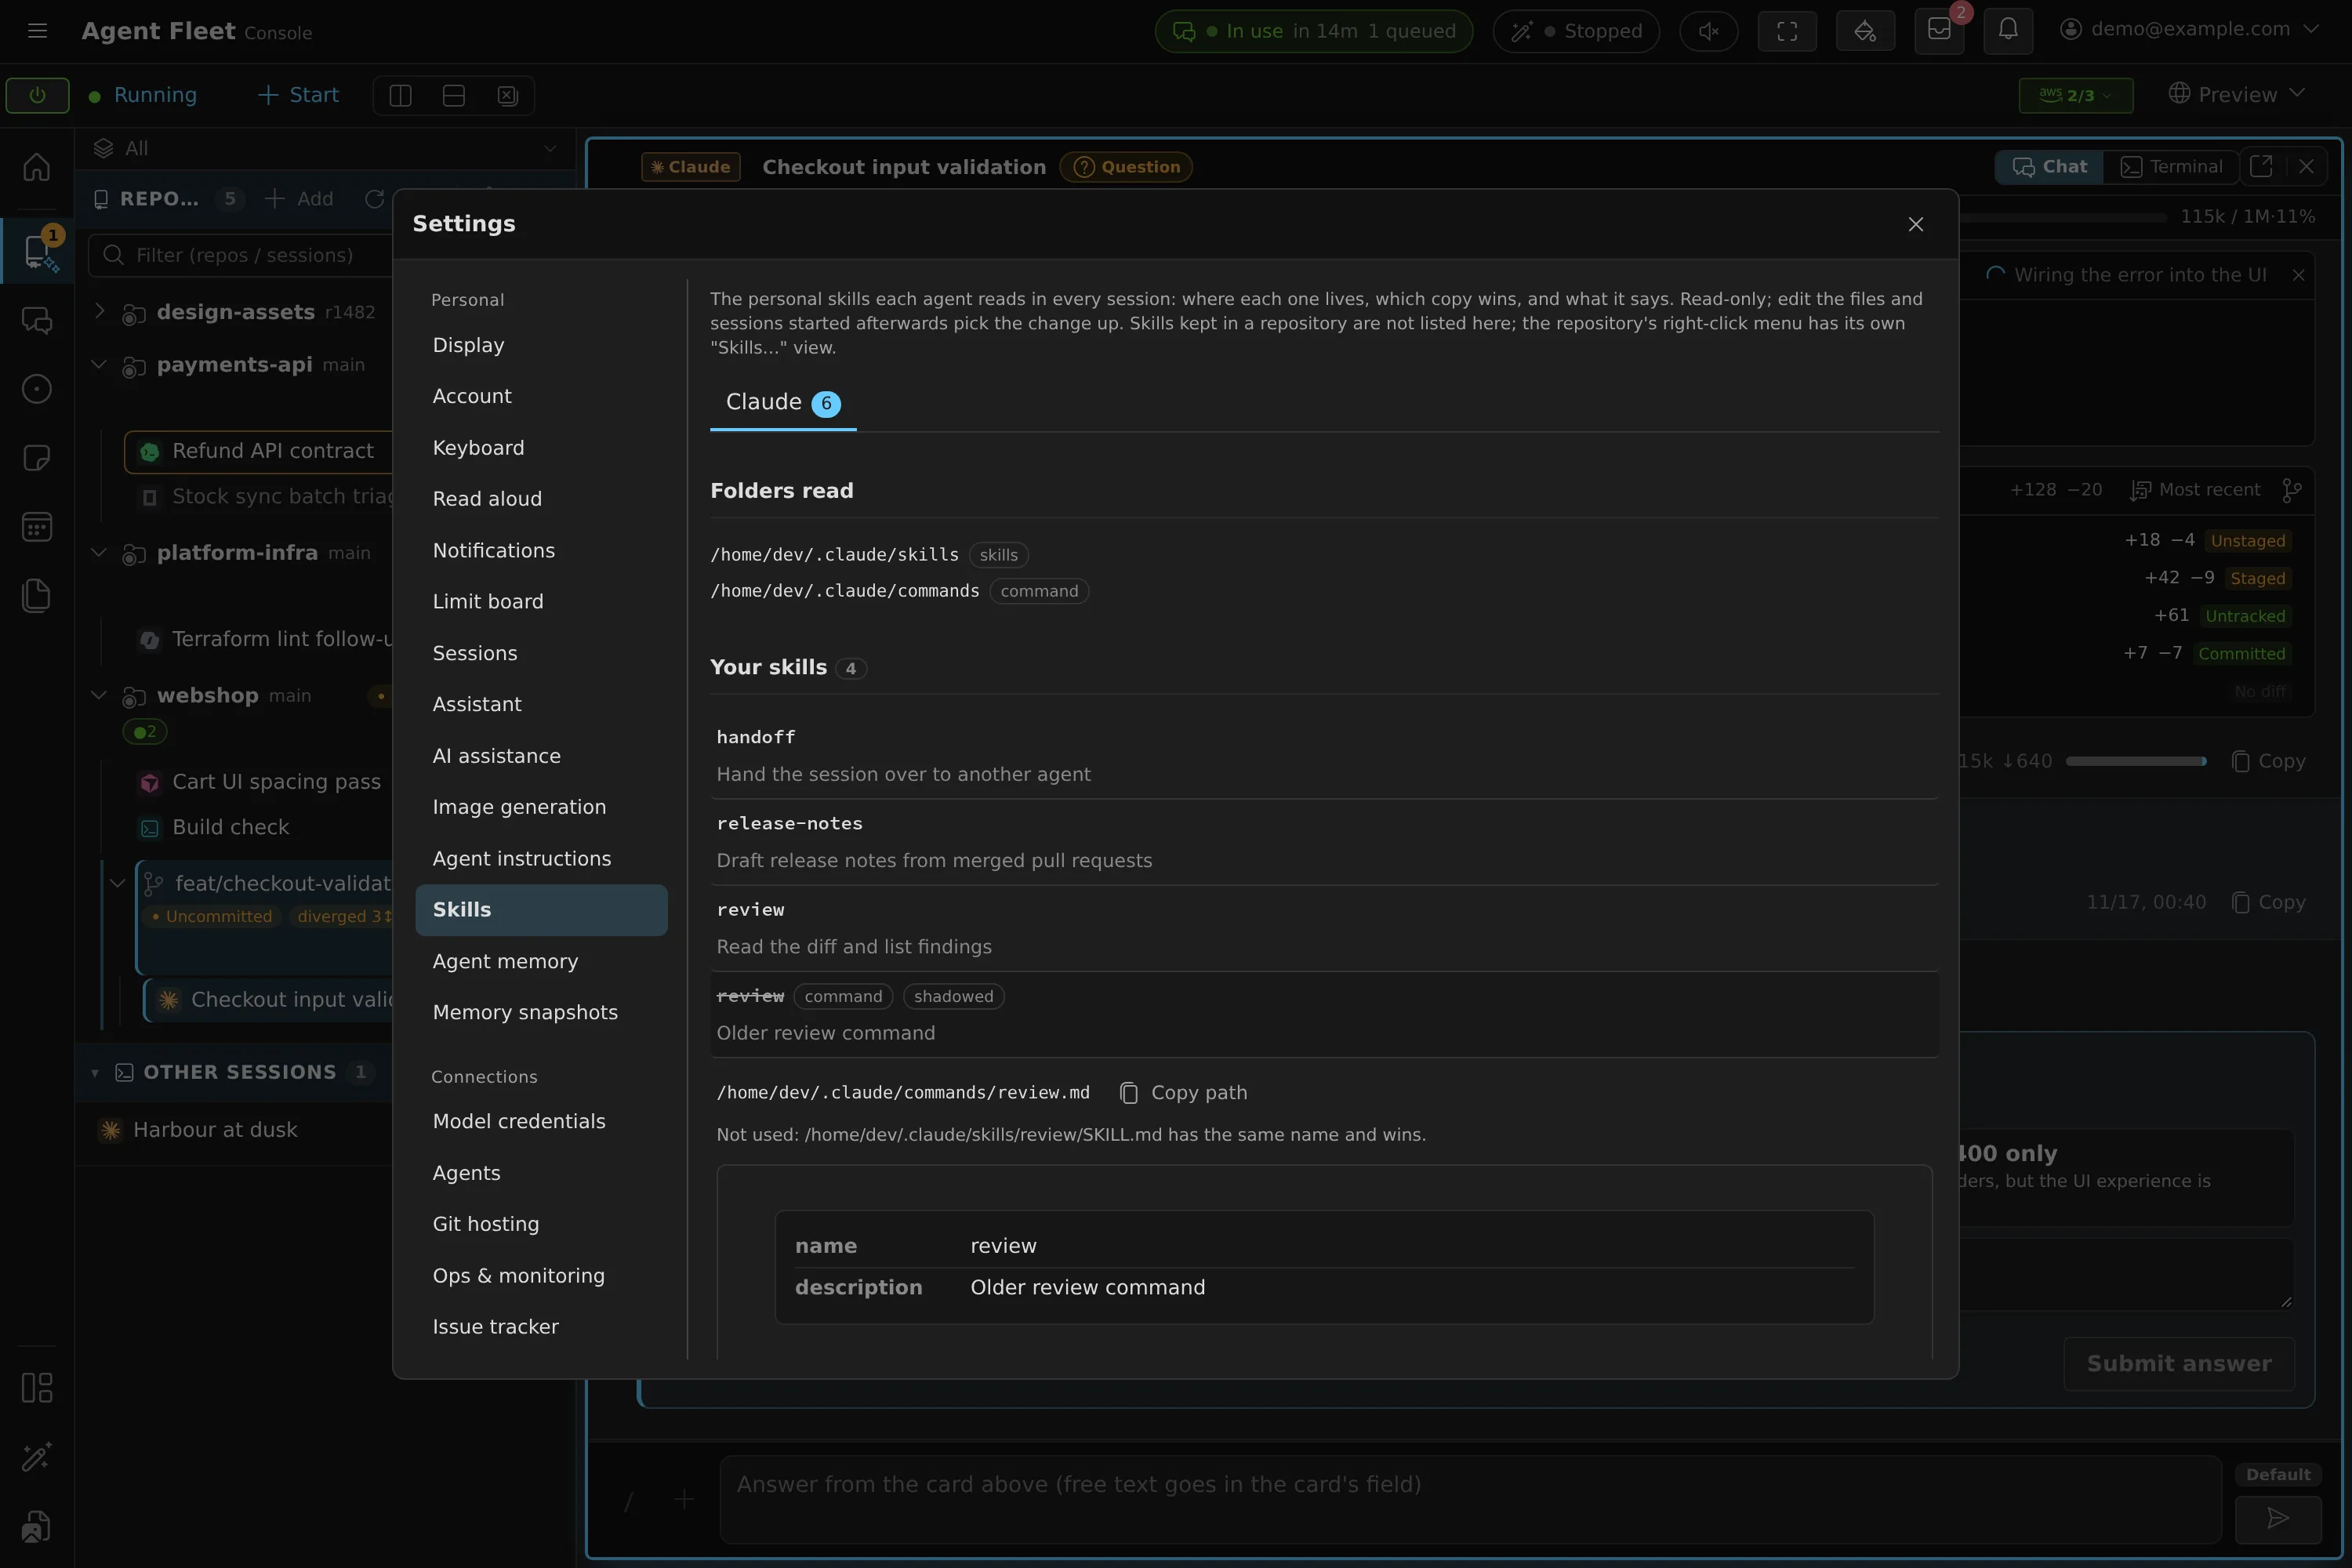 Agent Fleet Console
In use in 14m 1 queued
Stopped
2
demo@example.com
Running
Start
aws 2/3
Preview
All
REPO... 5 Add
1
Filter (repos / sessions)
design-assets r1482
payments-api main
Refund API contract
Stock sync batch
platform-infra main
Terraform lint
webshop main
2
Cart UI spacing pass
Build check
Uncommitted diverged 3
Checkout input
OTHER SESSIONS 1
Harbour at dusk
Claude Checkout input validation Question
Chat Terminal
115k / 1M·11%
Wiring the error into the UI
+128 −20 Most recent
+18 −4 Unstaged
+42 −9 Staged
+61 Untracked
+7 −7 Committed
No diff
15k ↓640 Copy
11/17, 00:40 Copy
400 only
but the UI experience is
Submit answer
Answer from the card above (free text goes in the card's field)
Default
Settings
Personal
Display
Account
Keyboard
Read aloud
Notifications
Limit board
Sessions
Assistant
AI assistance
Image generation
Agent instructions
Skills
Agent memory
Memory snapshots
Connections
Model credentials
Agents
Git hosting
Ops & monitoring
Issue tracker
The personal skills each agent reads in every session: where each one lives, which copy wins, and what it says. Read-only; edit the files and
sessions started afterwards pick the change up. Skills kept in a repository are not listed here; the repository's right-click menu has its own
"Skills..." view.
Claude 6
Folders read
/home/dev/.claude/skills skills
/home/dev/.claude/commands command
Your skills 4
handoff
Hand the session over to another agent
release-notes
Draft release notes from merged pull requests
review
Read the diff and list findings
review command shadowed
Older review command
/home/dev/.claude/commands/review.md Copy path
Not used: /home/dev/.claude/skills/review/SKILL.md has the same name and wins.
name review
description Older review command